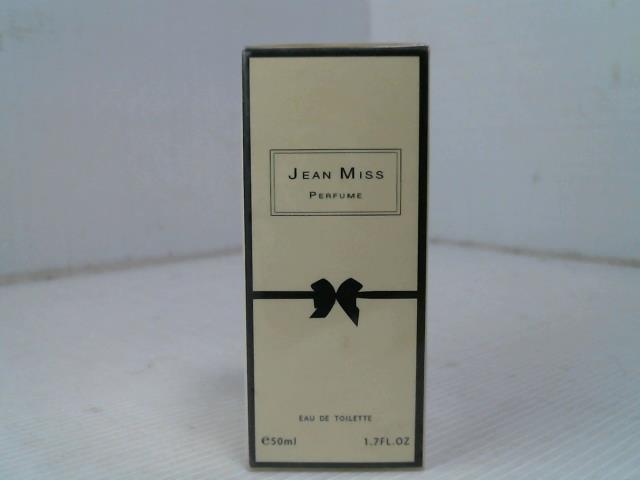 JEAN MISS
PERFUME
EAU DE TOILETTE
℮50ml 1.7FL.OZ